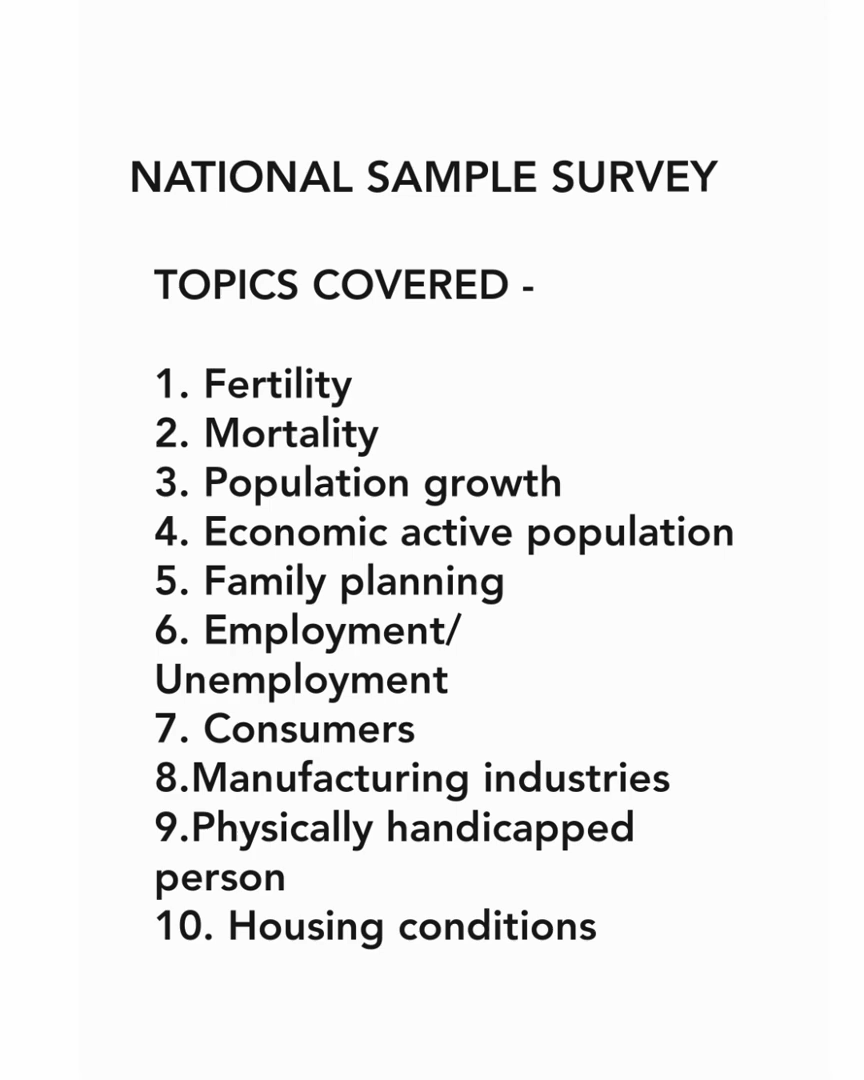 NATIONAL SAMPLE SURVEY
TOPICS COVERED -
1. Fertility
2. Mortality
3. Population growth
4. Economic active population
5. Family planning
6. Employment/
Unemployment
7. Consumers
8.Manufacturing industries
9.Physically handicapped
person
10. Housing conditions